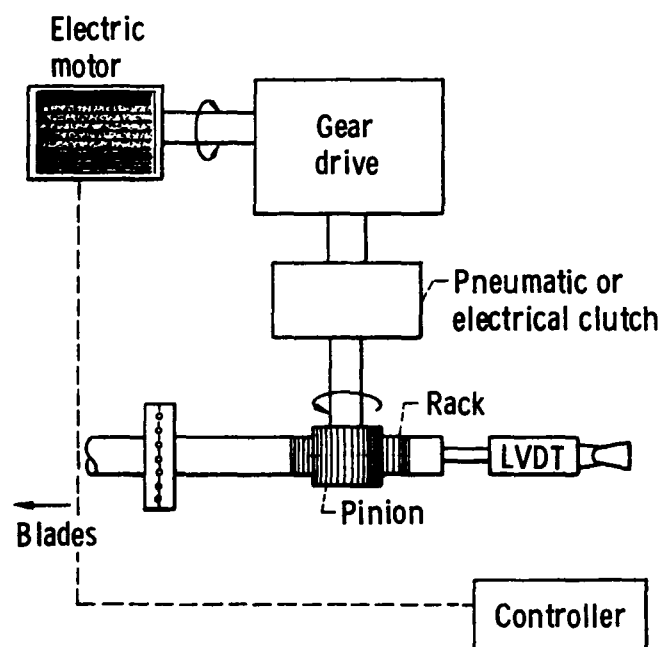 Electric
motor
Gear
drive
Pneumatic or
electrical clutch
Rack
LVDT
Pinion
Blades
Controller